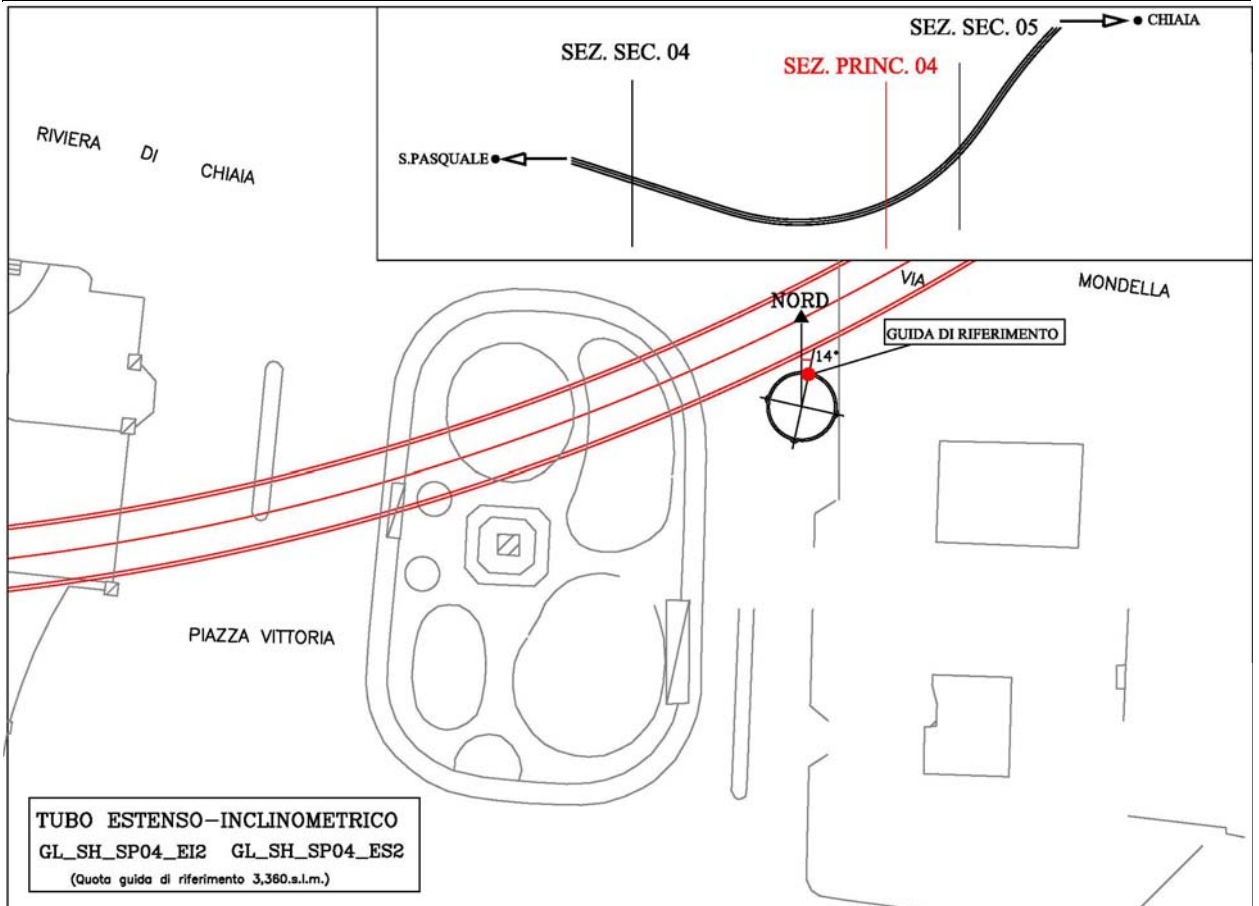 SEZ. SEC. 05
CHIAIA
SEZ. SEC. 04
SEZ. PRINC. 04
S.PASQUALE
RIVIERA DI CHIAIA
VIA MONDELLA
NORD
GUIDA DI RIFERIMENTO
14°
PIAZZA VITTORIA
TUBO ESTENSO-INCLINOMETRICO
GL_SH_SP04_EI2 GL_SH_SP04_ES2
(Quota guida di riferimento 3,360.s.l.m.)